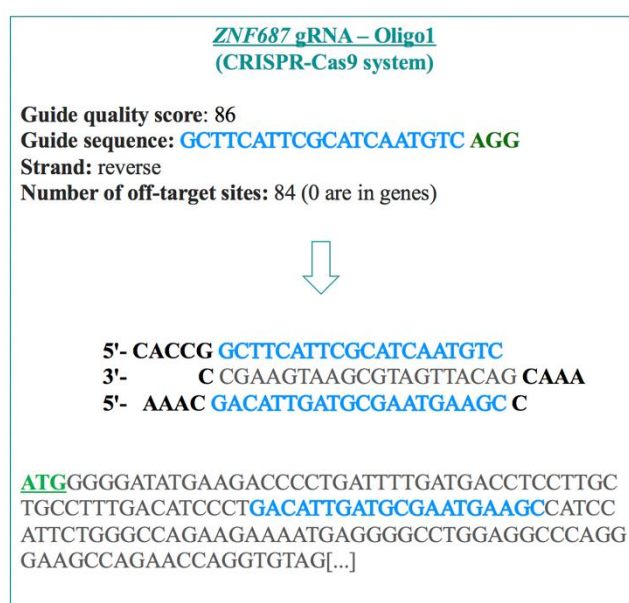 ZNF687 gRNA – Oligo1
(CRISPR-Cas9 system)
Guide quality score: 86
Guide sequence: GCTTCATTCGCATCAATGTC AGG
Strand: reverse
Number of off-target sites: 84 (0 are in genes)
5'- CACCG GCTTCATTCGCATCAATGTC
3'- C CGAAGTAAGCGTAGTTACAG CAAA
5'- AAAC GACATTGATGCGAATGAAGC C
ATGGGGGATATGAAGACCCCTGATTTTGATGACCTCCTTGC
TGCCTTTGACATCCCTGACATTGATGCGAATGAAGCCATCC
ATTCTGGGCCAGAAGAAAATGAGGGGCCTGGAGGCCCAGG
GAAGCCAGAACCAGGTGTAG[...]